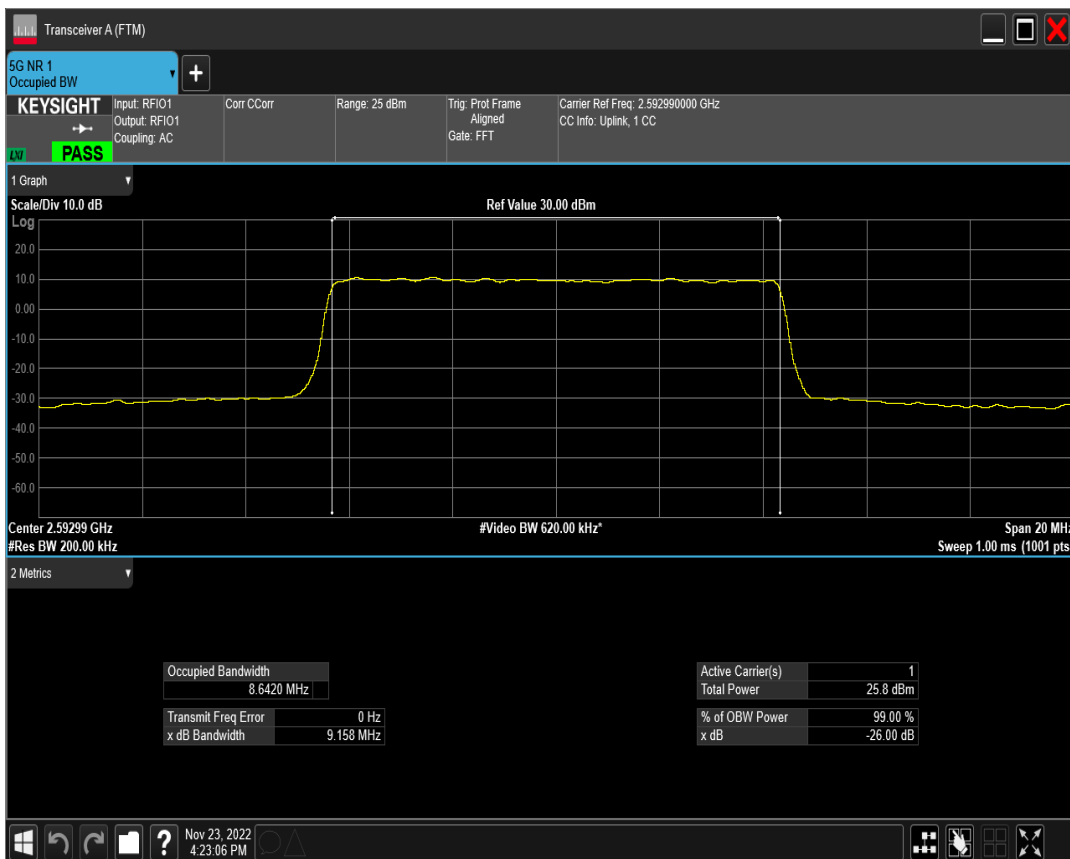 Transceiver A (FTM)
5G NR 1
Occupied BW
+
KEYSIGHT
LXI
PASS
Input: RFIO1
Output: RFIO1
Coupling: AC
Corr CCorr
Range: 25 dBm
Trig: Prot Frame
Aligned
Gate: FFT
Carrier Ref Freq: 2.592990000 GHz
CC Info: Uplink, 1 CC
1 Graph
Scale/Div 10.0 dB
Ref Value 30.00 dBm
Log
20.0
10.0
0.00
-10.0
-20.0
-30.0
-40.0
-50.0
-60.0
Center 2.59299 GHz
#Video BW 620.00 kHz*
Span 20 MHz
#Res BW 200.00 kHz
Sweep 1.00 ms (1001 pts
2 Metrics
Occupied Bandwidth
8.6420 MHz
Transmit Freq Error 0 Hz
x dB Bandwidth 9.158 MHz
Active Carrier(s) 1
Total Power 25.8 dBm
% of OBW Power 99.00 %
x dB -26.00 dB
?
Nov 23, 2022
4:23:06 PM